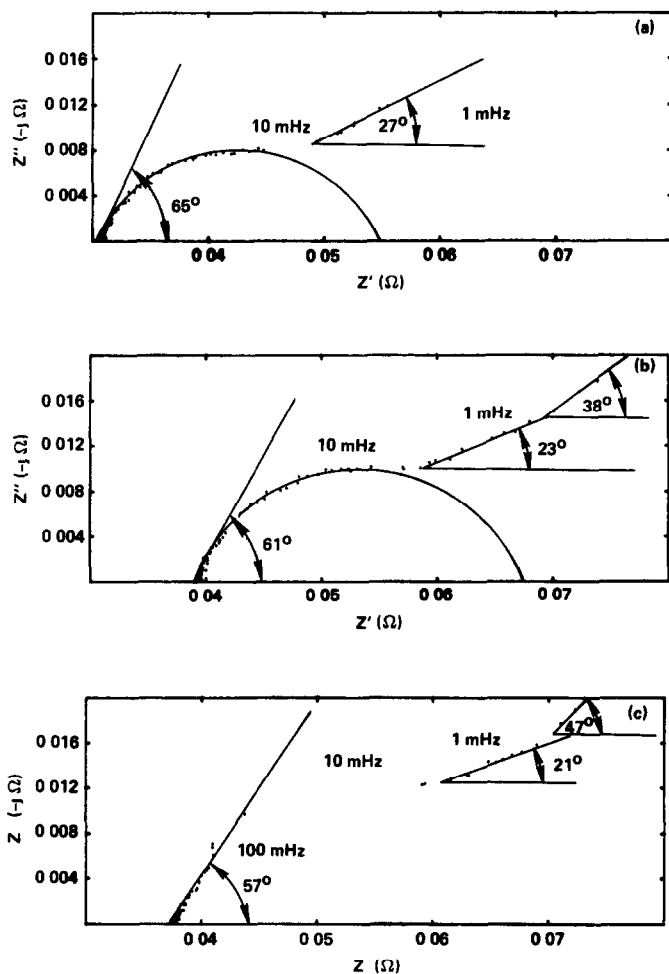 (a)
0 016
0 012
0 008
0 004
Z'' (-j Ω)
10 mHz
27°
1 mHz
65°
0 04
0 05
0 06
0 07
Z' (Ω)
(b)
0 016
0 012
0 008
0 004
Z'' (-j Ω)
38°
1 mHz
10 mHz
23°
61°
0 04
0 05
0 06
0 07
Z' (Ω)
(c)
0 016
0 012
0 008
0 004
Z (-j Ω)
47°
1 mHz
10 mHz
21°
100 mHz
57°
0 04
0 05
0 06
0 07
Z (Ω)